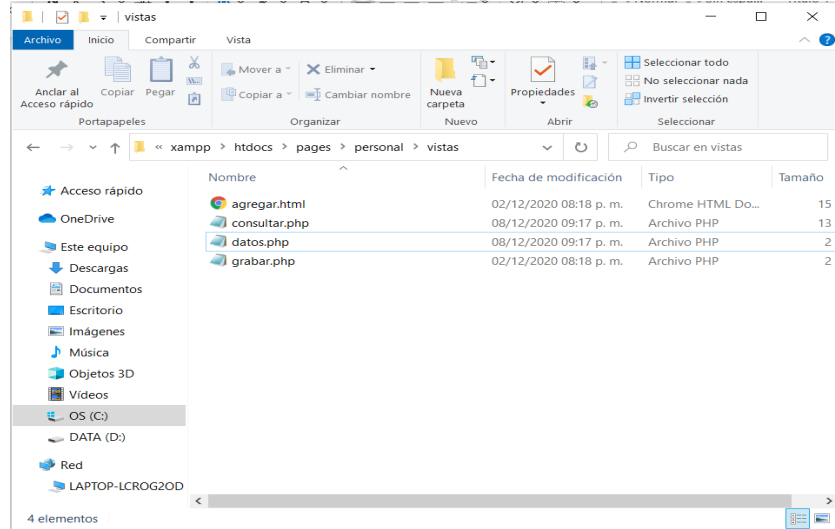 vistas
Archivo Inicio Compartir Vista
Anclar al Acceso rápido
Copiar
Pegar
Mover a
Copiar a
Eliminar
Cambiar nombre
Nueva carpeta
Propiedades
Seleccionar todo
No seleccionar nada
Invertir selección
Portapapeles Organizar Nuevo Abrir Seleccionar
« xampp > htdocs > pages > personal > vistas
Buscar en vistas
Nombre Fecha de modificación Tipo Tamaño
agregar.html 02/12/2020 08:18 p. m. Chrome HTML Do... 15
consultar.php 08/12/2020 09:17 p. m. Archivo PHP 13
datos.php 08/12/2020 09:17 p. m. Archivo PHP 2
grabar.php 02/12/2020 08:18 p. m. Archivo PHP 2
Acceso rápido
OneDrive
Este equipo
Descargas
Documentos
Escritorio
Imágenes
Música
Objetos 3D
Vídeos
OS (C:)
DATA (D:)
Red
LAPTOP-LCROG2OD
4 elementos